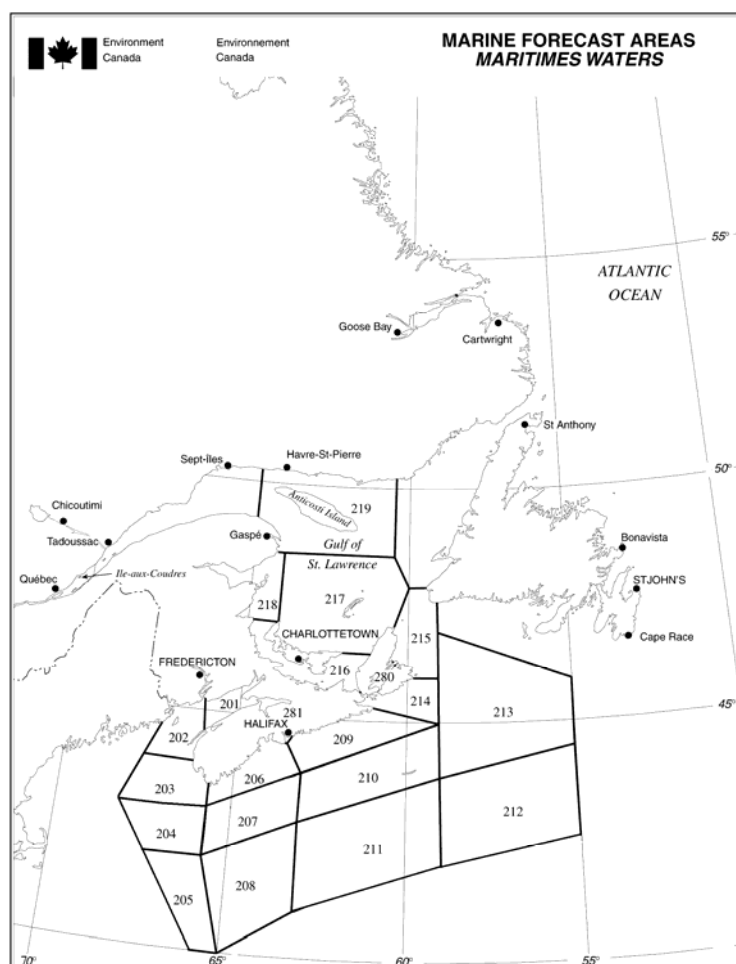 Environment
Canada
Environnement
Canada
MARINE FORECAST AREAS
MARITIMES WATERS
55°
ATLANTIC
OCEAN
Goose Bay
Cartwright
St Anthony
50°
Sept-Îles
Havre-St-Pierre
Anticosti Island
219
Chicoutimi
Tadoussac
Gaspé
Gulf of
St. Lawrence
Bonavista
Québec
Ile-aux-Coudres
STJOHN'S
218
217
CHARLOTTETOWN
215
Cape Race
FREDERICTON
216
280
201
214
213
45°
281
HALIFAX
202
209
206
210
203
204
207
212
211
205
208
70°
65°
60°
55°